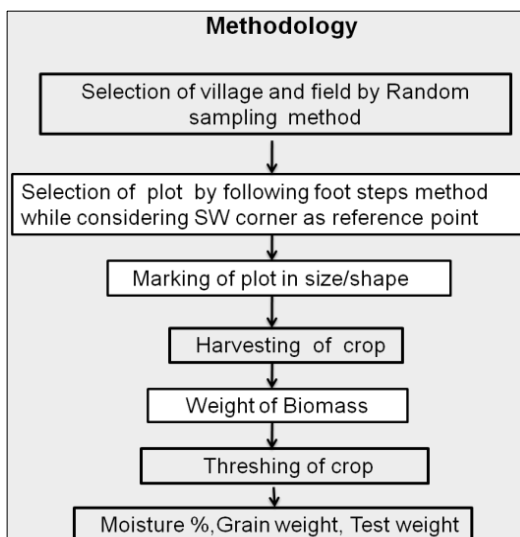 Methodology
Selection of village and field by Random
sampling method
Selection of plot by following foot steps method
while considering SW corner as reference point
Marking of plot in size/shape
Harvesting of crop
Weight of Biomass
Threshing of crop
Moisture %,Grain weight, Test weight